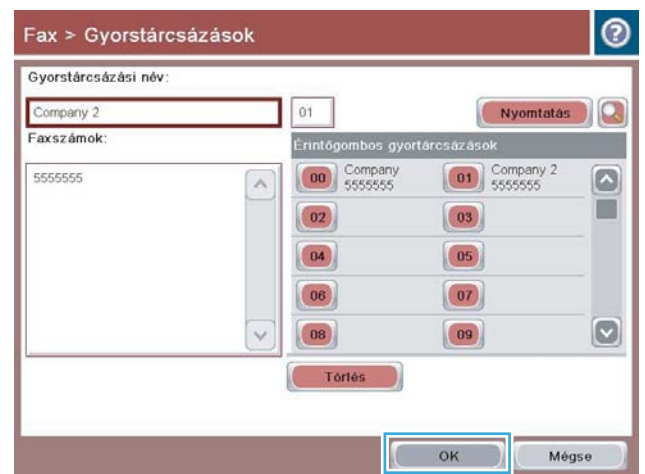 Fax > Gyorstárcsázások
?
Gyorstárcsázási név:
Company 2
01
Nyomtatás
Faxszámok:
Érintőgombos gyortárcsázások
5555555
00 Company 5555555
01 Company 2 5555555
02
03
04
05
06
07
08
09
Törlés
OK
Mégse